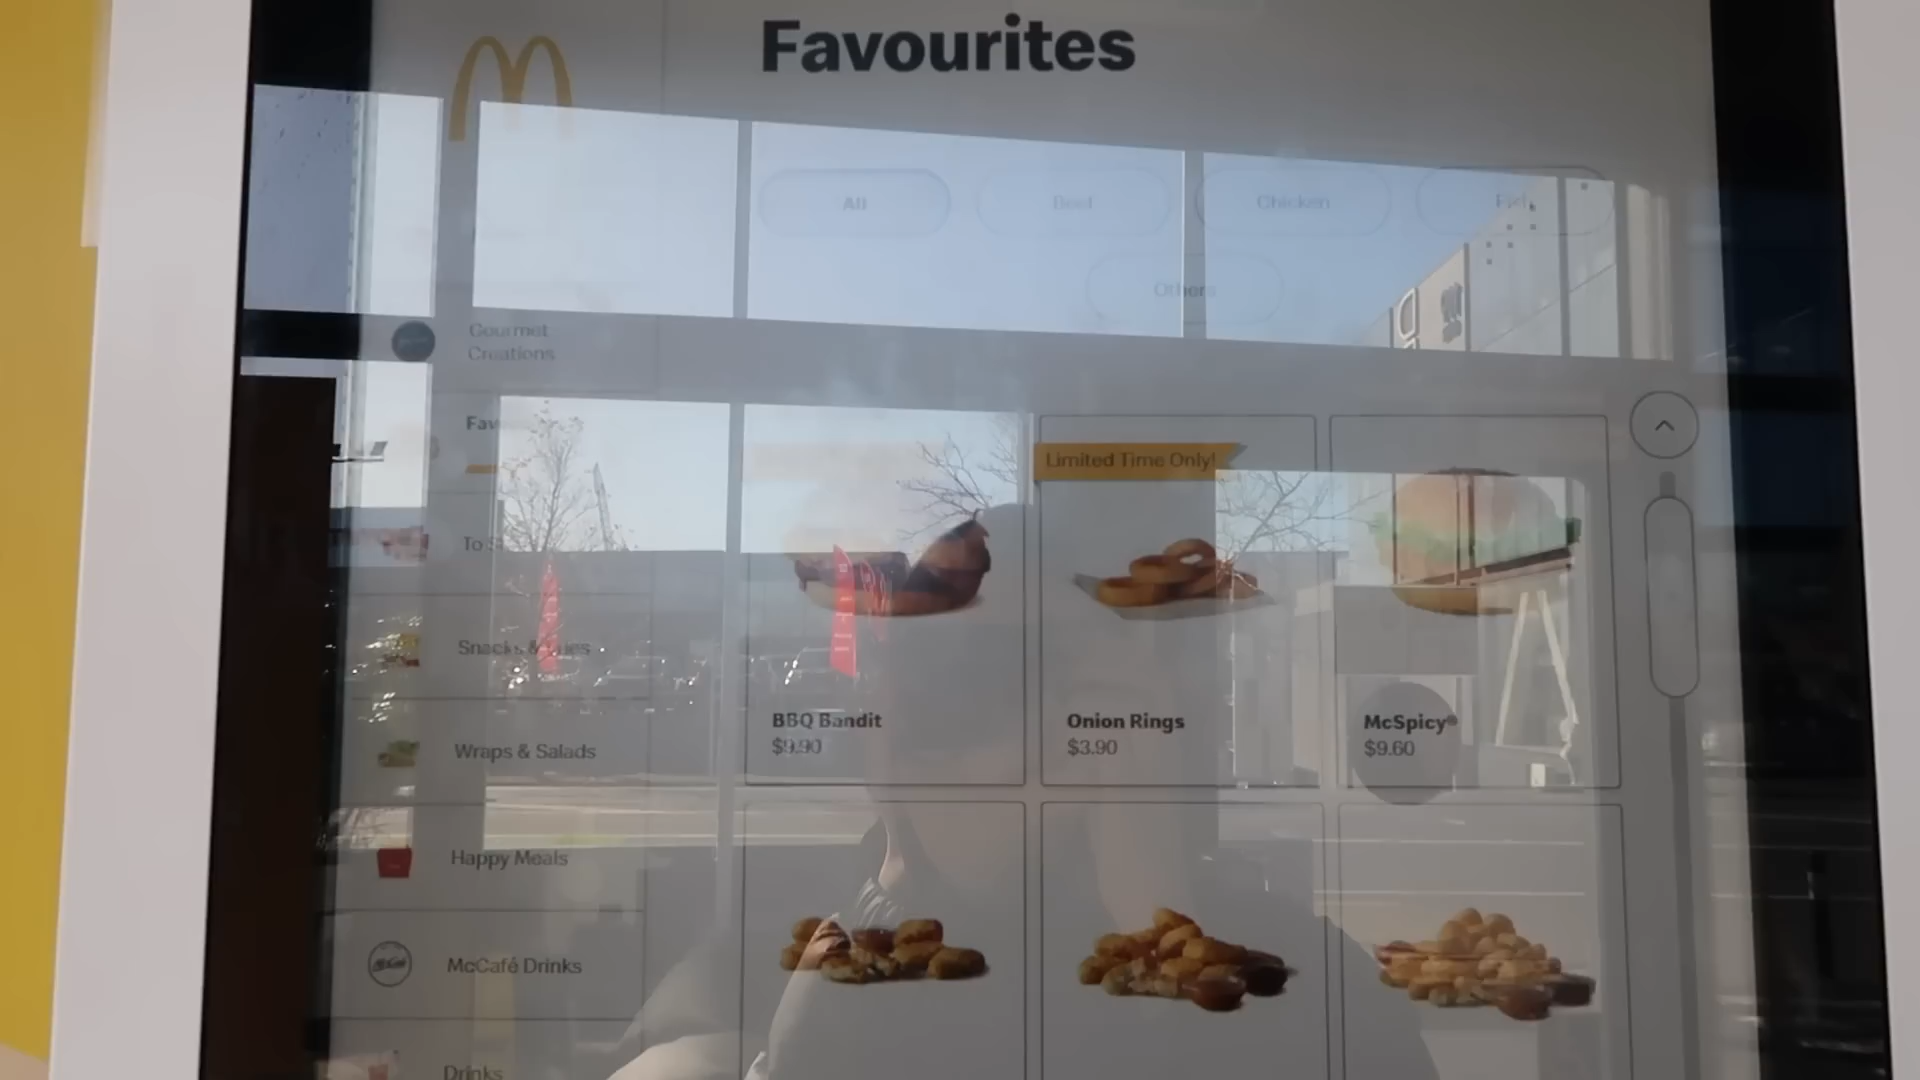 Favourites
All
Beef
Chicken
Others
Gourmet
Creations
Limited Time Only!
Snacks &
BBQ Bandit
$9.90
Onion Rings
$3.90
McSpicy®
$9.60
Wraps & Salads
Happy Meals
McCafé Drinks
Drinks